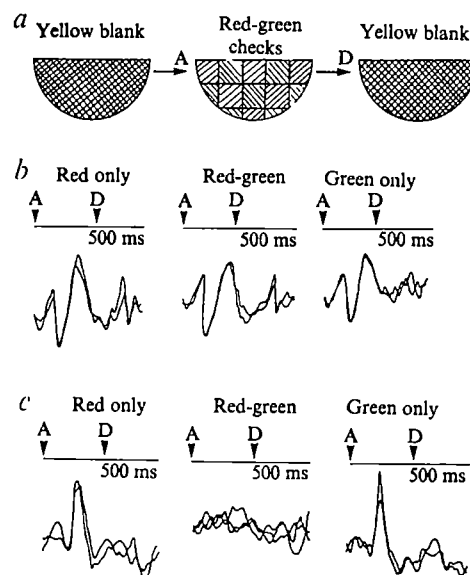 a
Yellow blank
Red-green
checks
Yellow blank
A
D
b
Red only
Red-green
Green only
A
D
A
D
A
D
500 ms
500 ms
500 ms
c
Red only
Red-green
Green only
A
D
A
D
A
D
500 ms
500 ms
500 ms